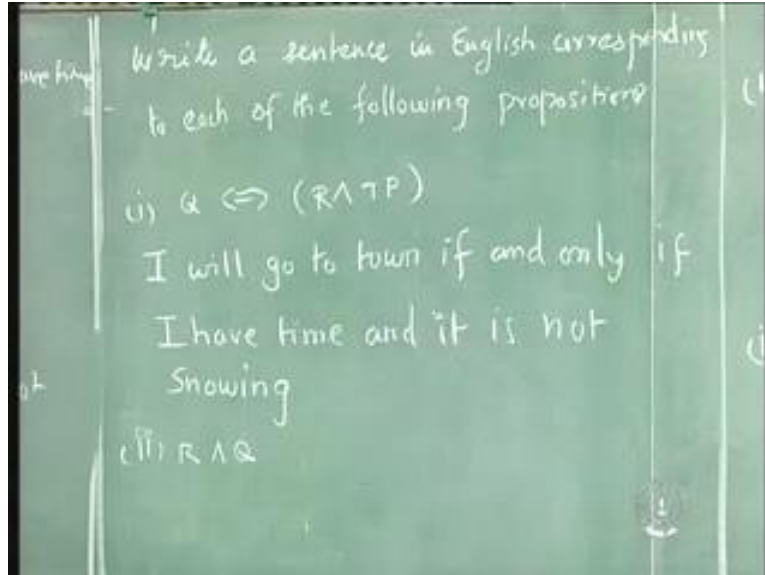 Write a sentence in English corresponding
to each of the following propositions
(i) Q ⇔ (R∧¬P)
I will go to town if and only if
I have time and it is not
snowing
(ii) R∧Q